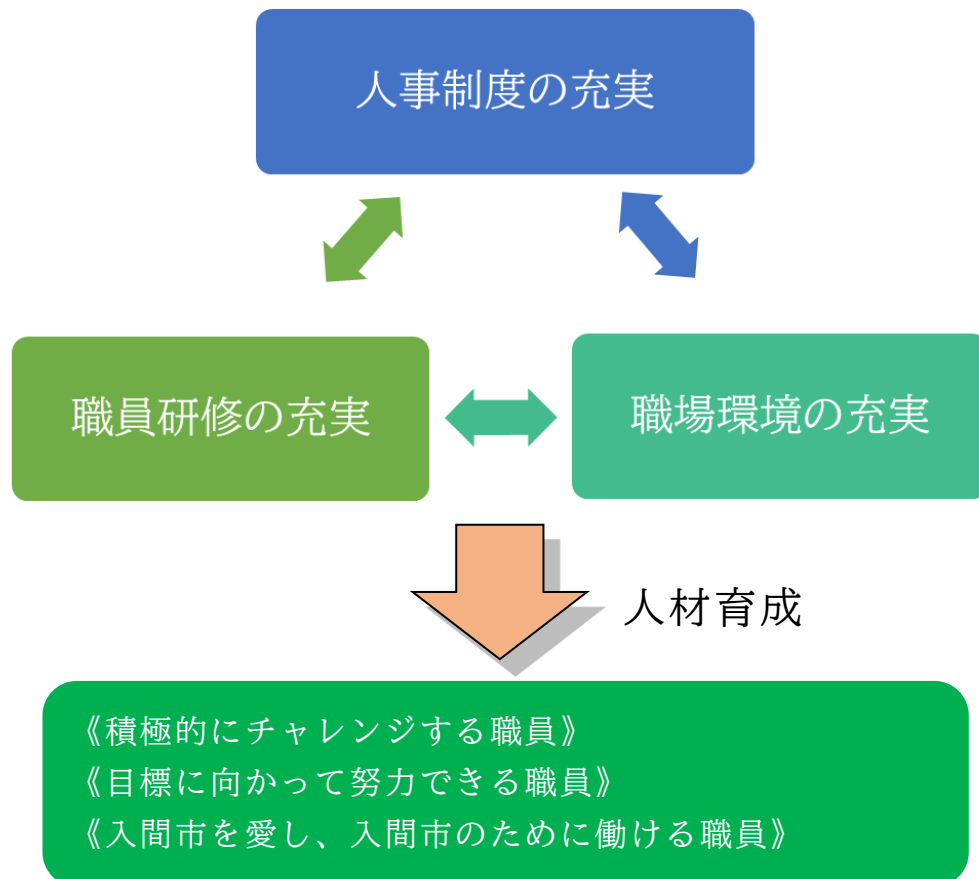 人事制度の充実
職員研修の充実
職場環境の充実
人材育成
《積極的にチャレンジする職員》
《目標に向かって努力できる職員》
《入間市を愛し、入間市のために働ける職員》